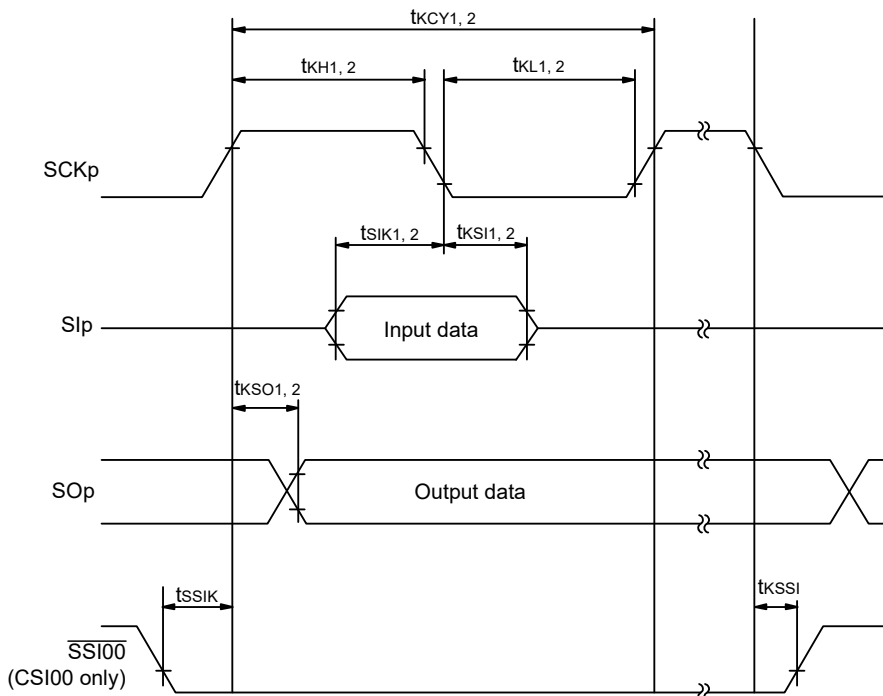 tKCY1, 2
tKH1, 2
tKL1, 2
SCKp
tSIK1, 2
tKSI1, 2
SIp
Input data
tKSO1, 2
SOp
Output data
tSSIK
tKSSI
SSI00
(CSI00 only)